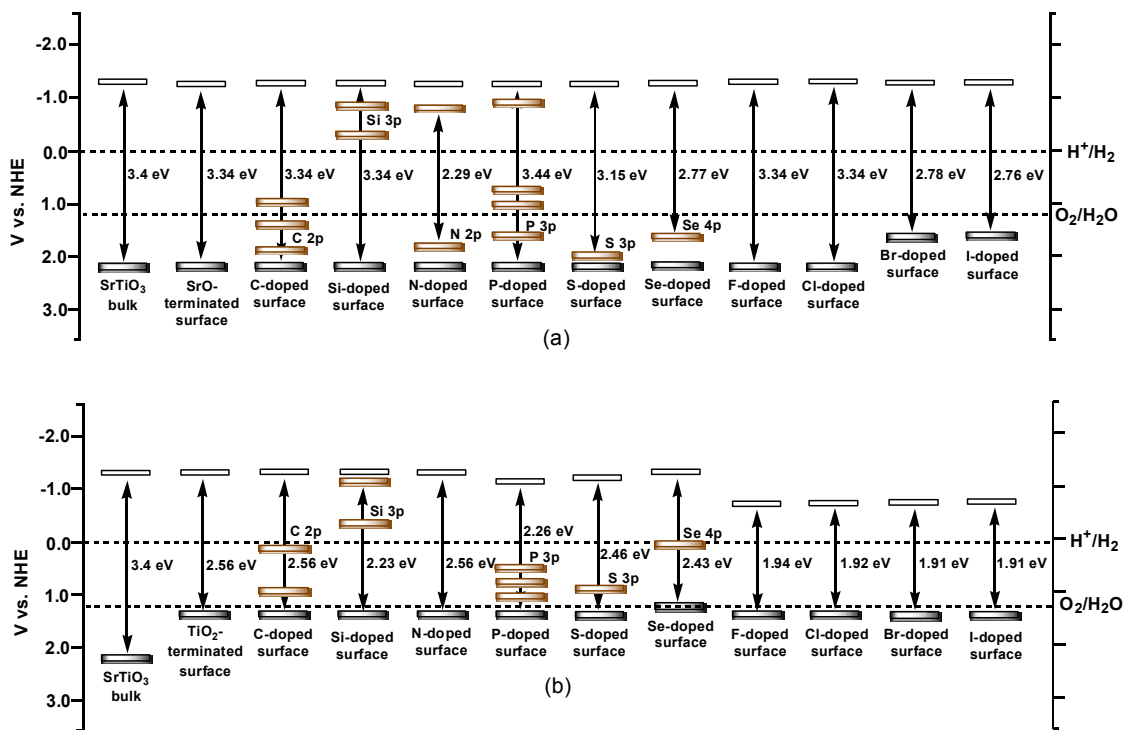 -2.0
-1.0
0.0
1.0
2.0
3.0
V vs. NHE
H⁺/H₂
O₂/H₂O
3.4 eV
3.34 eV
3.34 eV
3.34 eV
2.29 eV
3.44 eV
3.15 eV
2.77 eV
3.34 eV
3.34 eV
2.78 eV
2.76 eV
C 2p
Si 3p
N 2p
P 3p
S 3p
Se 4p
SrTiO₃
bulk
SrO-
terminated
surface
C-doped
surface
Si-doped
surface
N-doped
surface
P-doped
surface
S-doped
surface
Se-doped
surface
F-doped
surface
Cl-doped
surface
Br-doped
surface
I-doped
surface
(a)
-2.0
-1.0
0.0
1.0
2.0
3.0
V vs. NHE
H⁺/H₂
O₂/H₂O
3.4 eV
2.56 eV
2.56 eV
2.23 eV
2.56 eV
2.26 eV
2.46 eV
2.43 eV
1.94 eV
1.92 eV
1.91 eV
1.91 eV
C 2p
Si 3p
P 3p
S 3p
Se 4p
SrTiO₃
bulk
TiO₂-
terminated
surface
C-doped
surface
Si-doped
surface
N-doped
surface
P-doped
surface
S-doped
surface
Se-doped
surface
F-doped
surface
Cl-doped
surface
Br-doped
surface
I-doped
surface
(b)